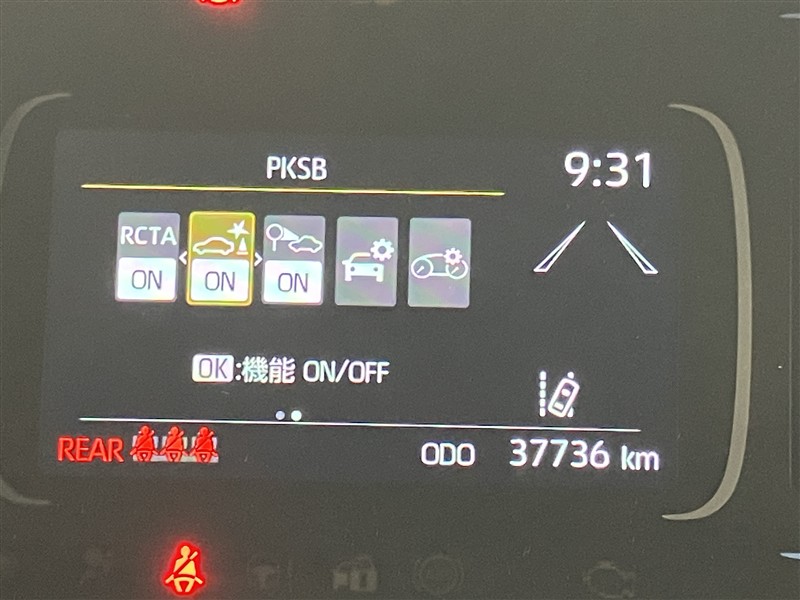 PKSB
9:31
RCTA
ON ON ON
OK:機能 ON/OFF
REAR
ODO 37736 km